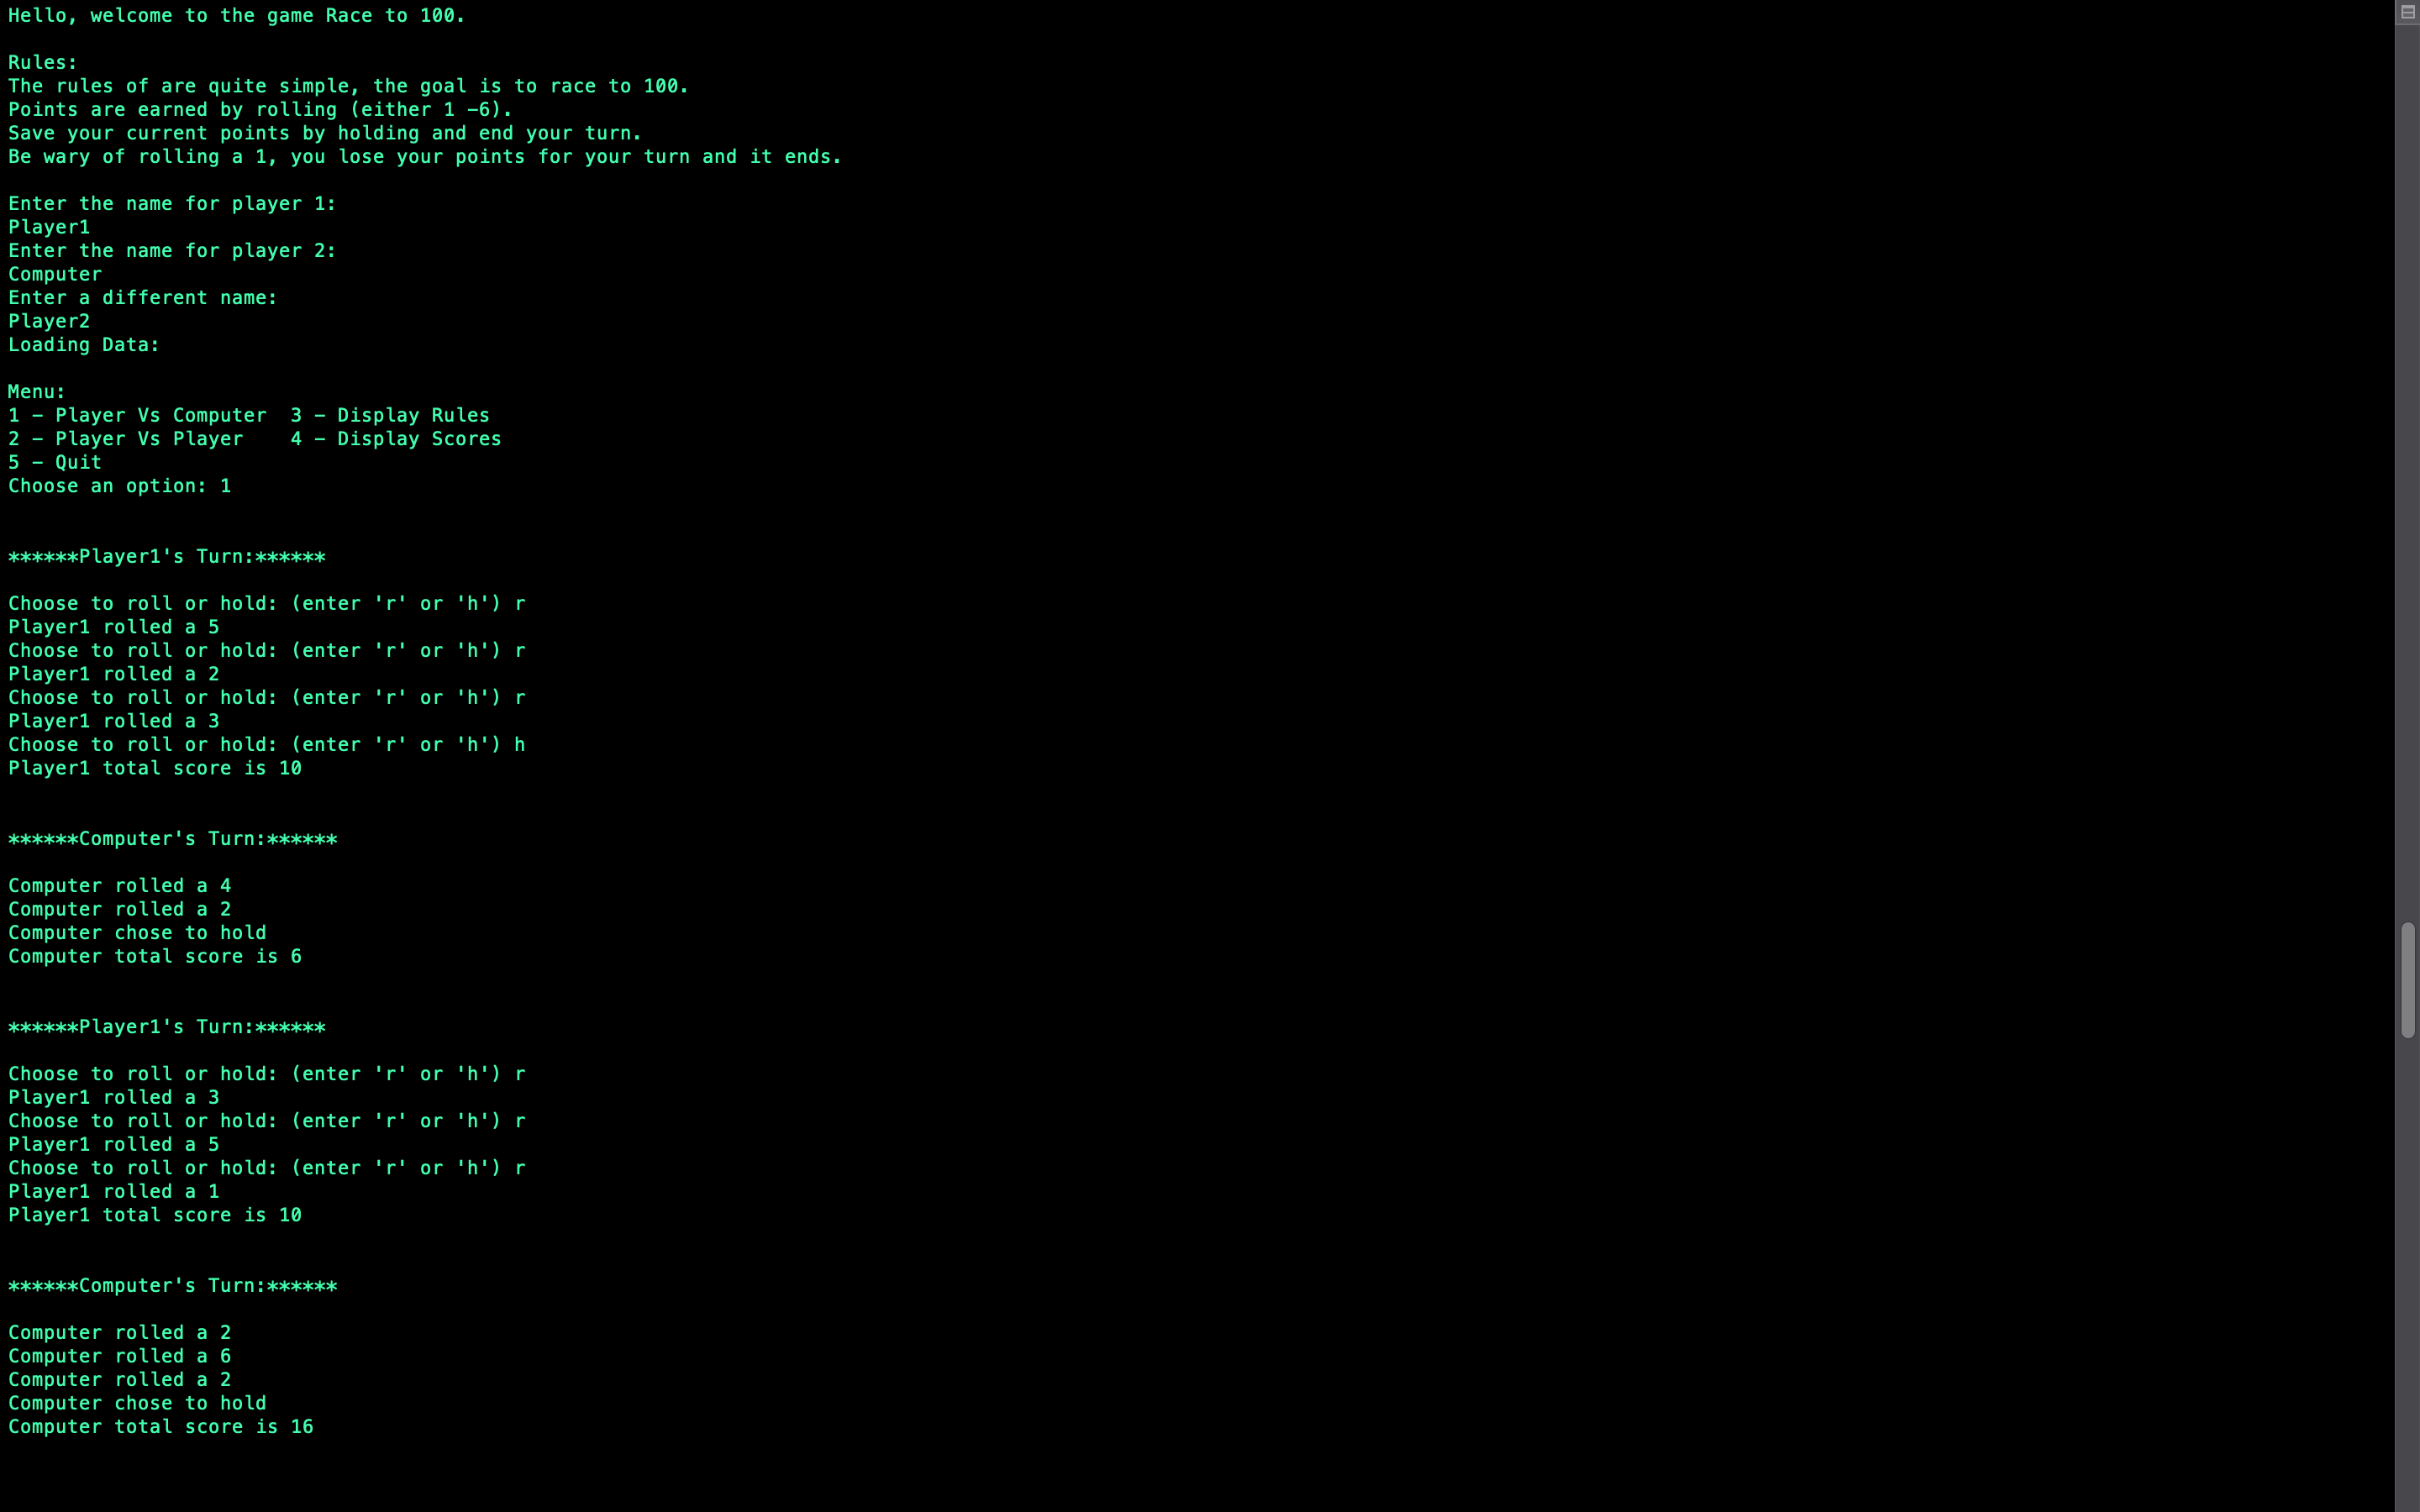 Hello, welcome to the game Race to 100.
Rules:
The rules of are quite simple, the goal is to race to 100.
Points are earned by rolling (either 1 -6).
Save your current points by holding and end your turn.
Be wary of rolling a 1, you lose your points for your turn and it ends.
Enter the name for player 1:
Player1
Enter the name for player 2:
Computer
Enter a different name:
Player2
Loading Data:
Menu:
1 - Player Vs Computer  3 - Display Rules
2 - Player Vs Player    4 - Display Scores
5 - Quit
Choose an option: 1
******Player1's Turn:******
Choose to roll or hold: (enter 'r' or 'h') r
Player1 rolled a 5
Choose to roll or hold: (enter 'r' or 'h') r
Player1 rolled a 2
Choose to roll or hold: (enter 'r' or 'h') r
Player1 rolled a 3
Choose to roll or hold: (enter 'r' or 'h') h
Player1 total score is 10
******Computer's Turn:******
Computer rolled a 4
Computer rolled a 2
Computer chose to hold
Computer total score is 6
******Player1's Turn:******
Choose to roll or hold: (enter 'r' or 'h') r
Player1 rolled a 3
Choose to roll or hold: (enter 'r' or 'h') r
Player1 rolled a 5
Choose to roll or hold: (enter 'r' or 'h') r
Player1 rolled a 1
Player1 total score is 10
******Computer's Turn:******
Computer rolled a 2
Computer rolled a 6
Computer rolled a 2
Computer chose to hold
Computer total score is 16